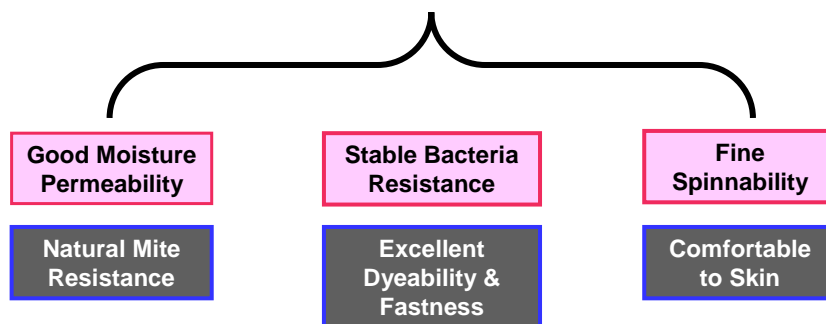 Good Moisture
Permeability
Stable Bacteria
Resistance
Fine
Spinnability
Natural Mite
Resistance
Excellent
Dyeability &
Fastness
Comfortable
to Skin